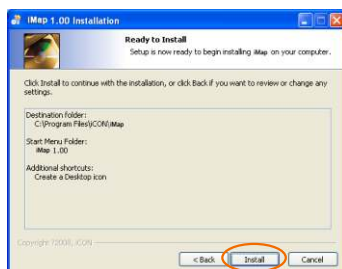 iMap 1.00 Installation
Ready to Install
Setup is now ready to begin installing iMap on your computer.
Click Install to continue with the installation, or click Back if you want to review or change any
settings.
Destination folder:
C:\Program Files\iCON\iMap
Start Menu Folder:
iMap 1.00
Additional shortcuts:
Create a Desktop icon
Copyright ?2008, iCON
< Back
Install
Cancel